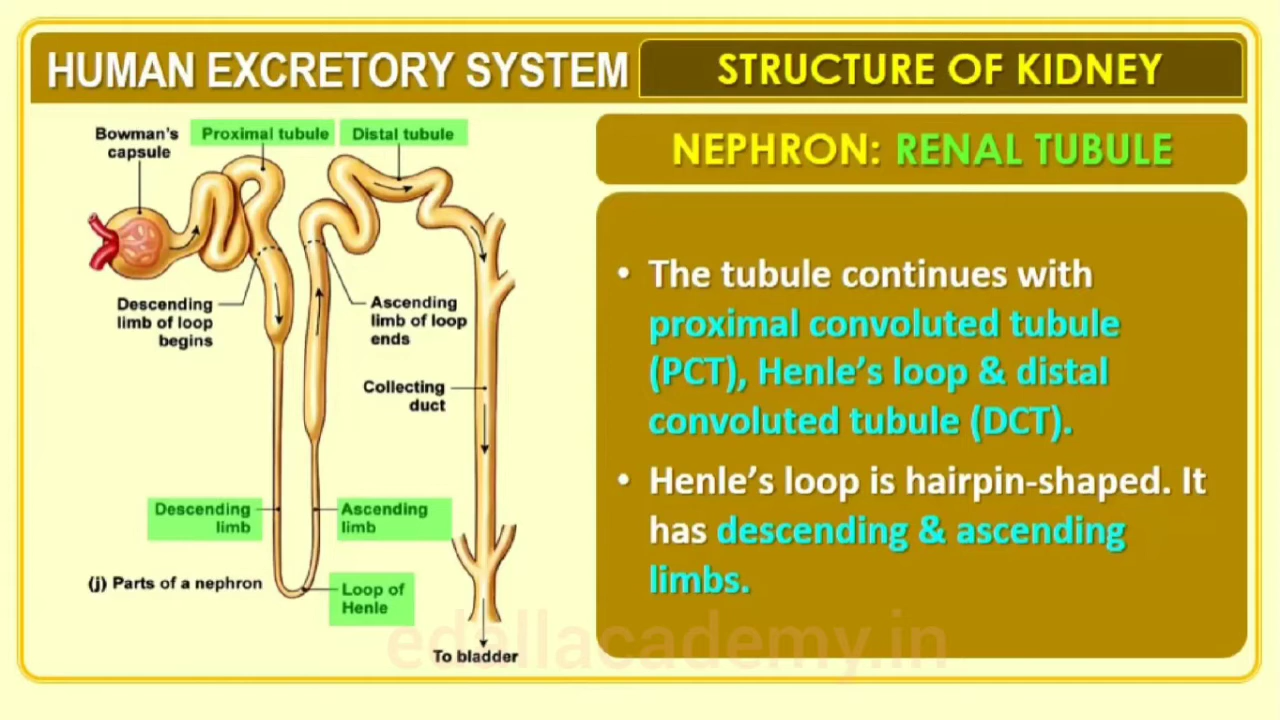 HUMAN EXCRETORY SYSTEM
STRUCTURE OF KIDNEY
Bowman's
capsule
Proximal tubule
Distal tubule
Descending
limb of loop
begins
Ascending
limb of loop
ends
Collecting
duct
Descending
limb
Ascending
limb
(j) Parts of a nephron
Loop of
Henle
To bladder
NEPHRON: RENAL TUBULE
• The tubule continues with
proximal convoluted tubule
(PCT), Henle's loop & distal
convoluted tubule (DCT).
• Henle's loop is hairpin-shaped. It
has descending & ascending
limbs.
edallacademy.in